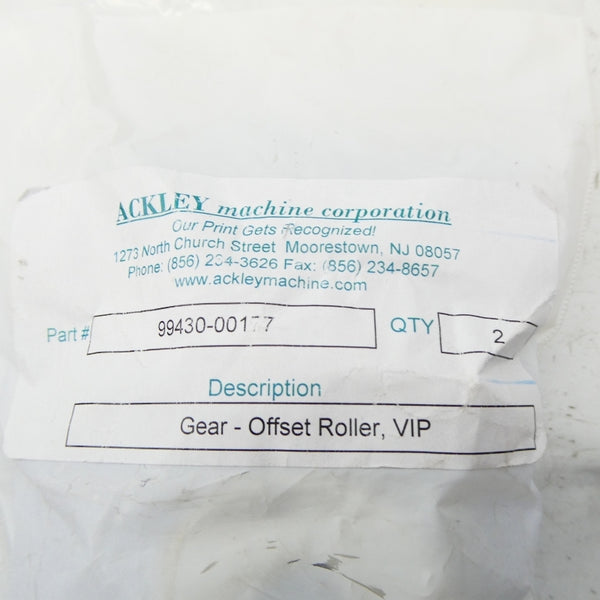 ACKLEY machine corporation
Our Print Gets Recognized!
1273 North Church Street Moorestown, NJ 08057
Phone: (856) 234-3626 Fax: (856) 234-8657
www.ackleymachine.com
Part # 99430-00177 QTY 2
Description
Gear - Offset Roller, VIP